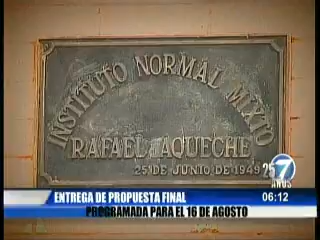 INSTITUTO NORMAL MIXTO
RAFAEL AQUECHE
25 DE JUNIO DE 1949
25 7
AÑOS
ENTREGA DE PROPUESTA FINAL
06:12
PROGRAMADA PARA EL 16 DE AGOSTO